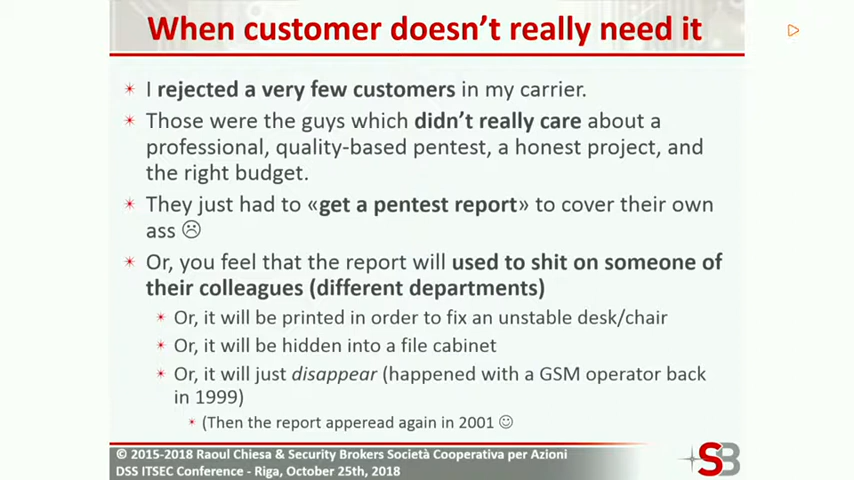 When customer doesn't really need it
I rejected a very few customers in my carrier.
Those were the guys which didn't really care about a
professional, quality-based pentest, a honest project, and
the right budget.
They just had to «get a pentest report» to cover their own
ass ☹
Or, you feel that the report will used to shit on someone of
their colleagues (different departments)
Or, it will be printed in order to fix an unstable desk/chair
Or, it will be hidden into a file cabinet
Or, it will just disappear (happened with a GSM operator back
in 1999)
(Then the report apperead again in 2001 ☺
© 2015-2018 Raoul Chiesa & Security Brokers Società Cooperativa per Azioni
DSS ITSEC Conference - Riga, October 25th, 2018
SB